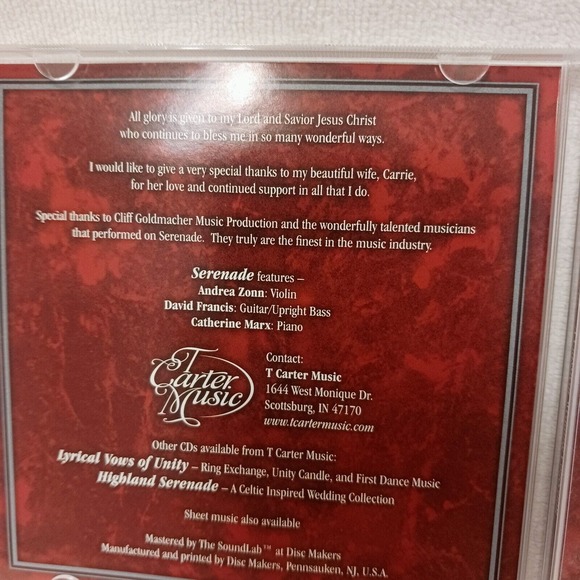 All glory is given to my Lord and Savior Jesus Christ
who continues to bless me in so many wonderful ways.
I would like to give a very special thanks to my beautiful wife, Carrie,
for her love and continued support in all that I do.
Special thanks to Cliff Goldmacher Music Production and the wonderfully talented musicians
that performed on Serenade. They truly are the finest in the music industry.
Serenade features –
Andrea Zonn: Violin
David Francis: Guitar/Upright Bass
Catherine Marx: Piano
T
Carter
Music
Contact:
T Carter Music
1644 West Monique Dr.
Scottsburg, IN 47170
www.tcartermusic.com
Other CDs available from T Carter Music:
Lyrical Vows of Unity – Ring Exchange, Unity Candle, and First Dance Music
Highland Serenade – A Celtic Inspired Wedding Collection
Sheet music also available
Mastered by The SoundLab™ at Disc Makers
Manufactured and printed by Disc Makers, Pennsauken, NJ, U.S.A.